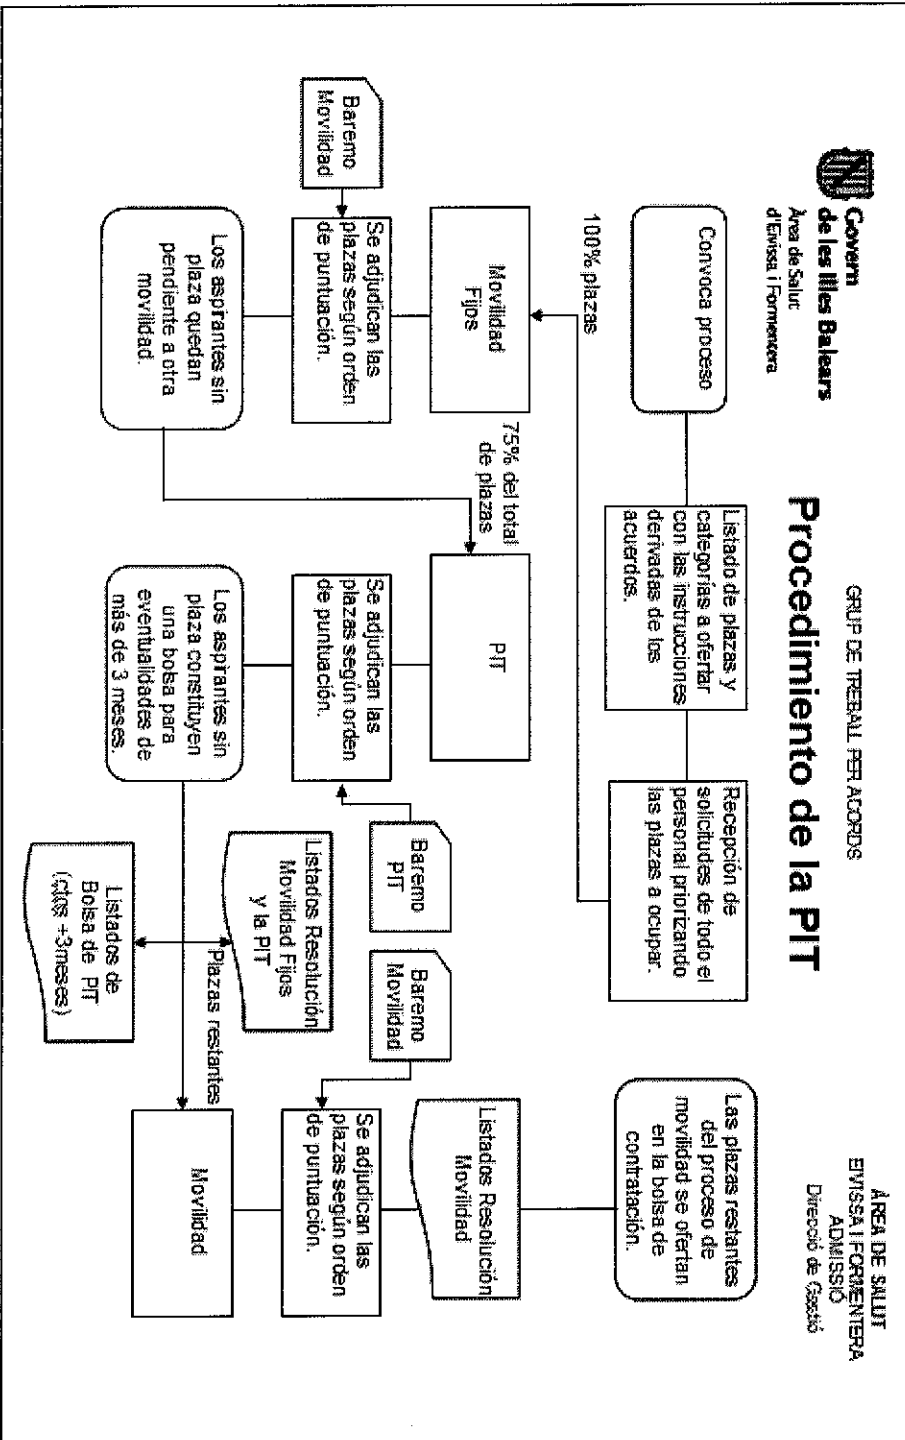 Govern
de les Illes Balears
Àrea de Salut
d'Eivissa i Formentera
GRUP DE TREBALL PER ACORDS
ÀREA DE SALUT
EIVISSA I FORMENTERA
ADMISSIÓ
Direcció de Gestió
Procedimiento de la PIT
Convoca proceso
Listado de plazas y
categorías a ofertar
con las instrucciones
derivadas de los
acuerdos.
Recepción de
solicitudes de todo el
personal priorizando
las plazas a ocupar.
100% plazas
Movilidad
Fijos
Baremo
Movilidad
Se adjudican las
plazas según orden
de puntuación.
Los aspirantes sin
plaza quedan
pendiente a otra
movilidad.
75% del total
de plazas
PIT
Baremo
PIT
Se adjudican las
plazas según orden
de puntuación.
Los aspirantes sin
plaza constituyen
una bolsa para
eventualidades de
más de 3 meses.
Listados Resolución
Movilidad Fijos
y la PIT
Listados de
Bolsa de PIT
(ctos +3meses)
Plazas restantes
Movilidad
Baremo
Movilidad
Se adjudican las
plazas según orden
de puntuación.
Listados Resolución
Movilidad
Las plazas restantes
del proceso de
movilidad se ofertan
en la bolsa de
contratación.